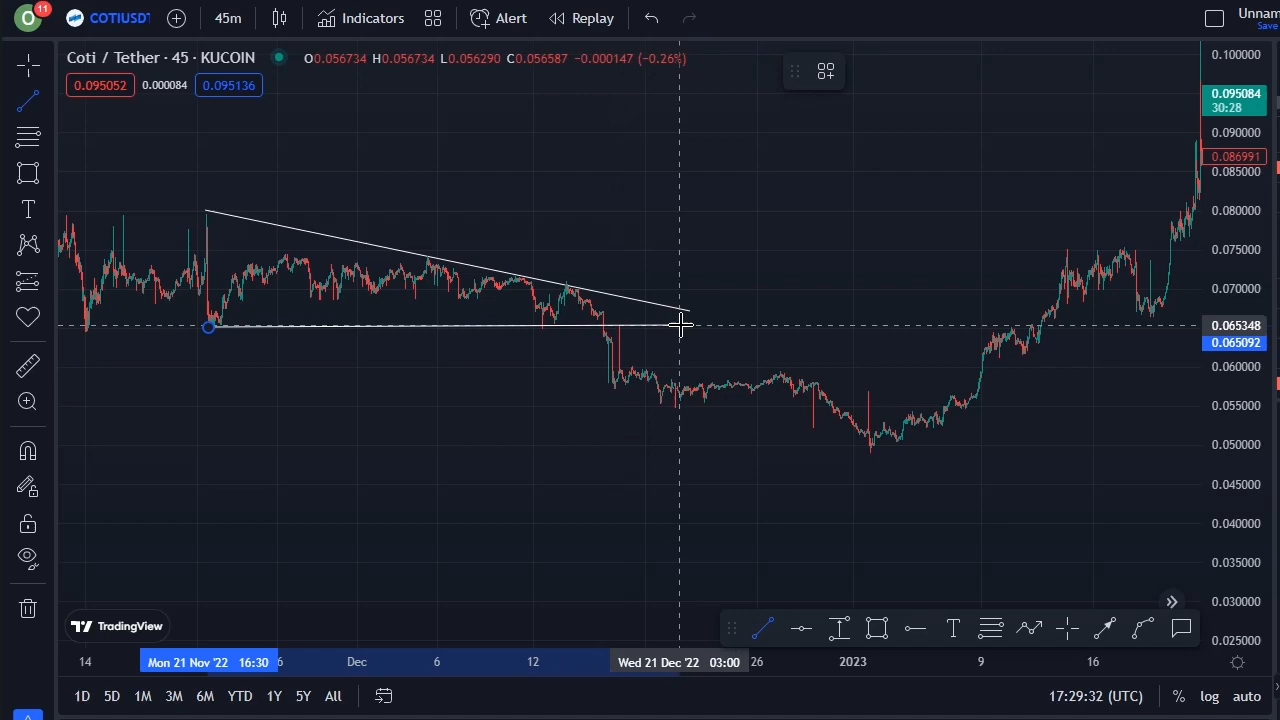 O 11 COTIUSDT 45m Indicators Alert Replay Unnam
Save
Coti / Tether · 45 · KUCOIN O0.056734 H0.056734 L0.056290 C0.056587 −0.000147 (−0.26%)
0.095052 0.000084 0.095136
0.100000
0.095084
30:28
0.090000
0.086991
0.085000
0.080000
0.075000
0.070000
0.065348
0.065092
0.060000
0.055000
0.050000
0.045000
0.040000
0.035000
0.030000
0.025000
TradingView
14 Mon 21 Nov '22 16:30 6 Dec 6 12 Wed 21 Dec '22 03:00 26 2023 9 16
1D 5D 1M 3M 6M YTD 1Y 5Y All 17:29:32 (UTC) % log auto